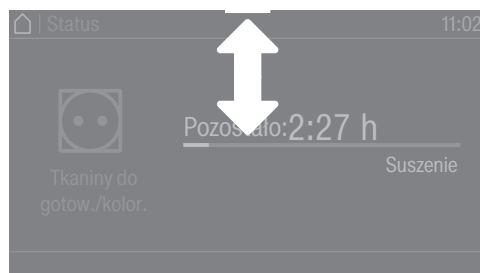 | Status 11:02
Pozostało: 2:27 h
Suszenie
Tkaniny do
gotow./kolor.